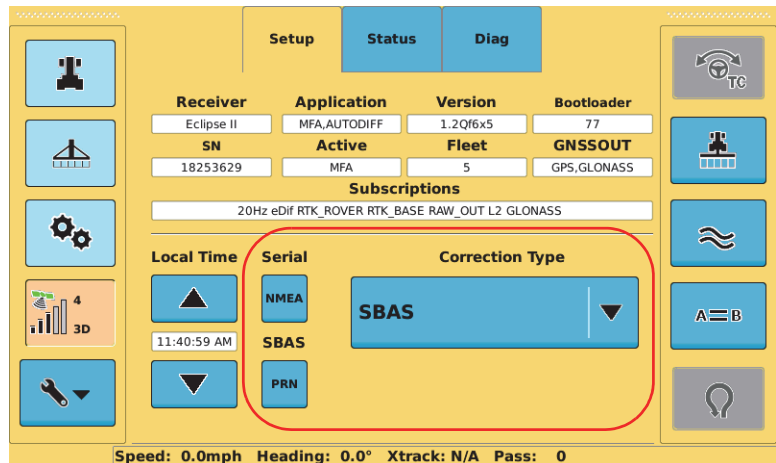 Setup Status Diag
TC
Receiver Application Version Bootloader
Eclipse II MFA,AUTODIFF 1.2Qf6x5 77
SN Active Fleet GNSSOUT
18253629 MFA 5 GPS,GLONASS
Subscriptions
20Hz eDif RTK_ROVER RTK_BASE RAW_OUT L2 GLONASS
Local Time Serial Correction Type
NMEA
SBAS
4
3D
A B
11:40:59 AM SBAS
PRN
Speed: 0.0mph Heading: 0.0° Xtrack: N/A Pass: 0